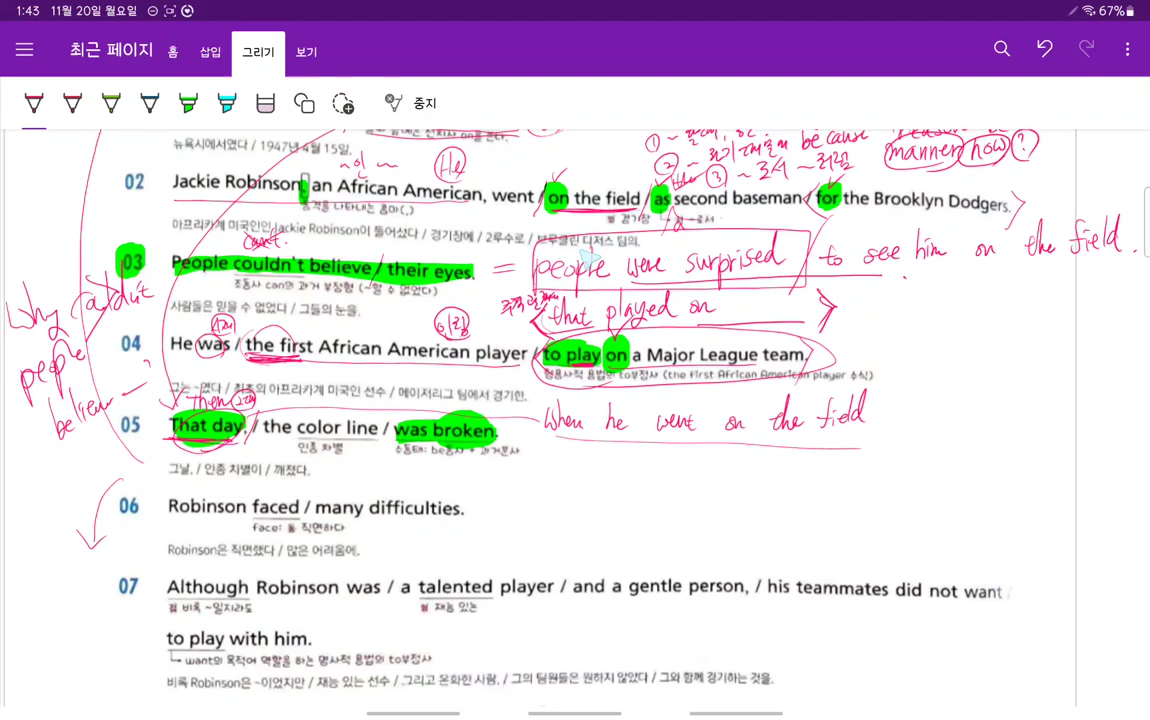 1:43 11월 20일 월요일 67%
최근 페이지 홈 삽입 그리기 보기
중지
뉴욕시에서였다 / 1947년 4월 15일.
① ~
② ~ because
③ ~ 로서 ~
manner how ?
~인 ~ He
02 Jackie Robinson, an African American, went / on the field / as second baseman / for the Brooklyn Dodgers.
동격을 나타내는 콤마(,)
명 경기장 전 ~로서
아프리카계 미국인인 Jackie Robinson이 들어섰다 / 경기장에 / 2루수로 / 브루클린 다저스 팀의.
can't
03 People couldn't believe / their eyes. = people were surprised to see him on the field.
조동사 can의 과거 부정형 (~할 수 없었다)
사람들은 믿을 수 없었다 / 그들의 눈을.
that played on
Why couldn't people believe ~ ?
04 He was / the first African American player / to play on a Major League team.
형용사적 용법의 to부정사 (the first African American player 수식)
그는 ~였다 / 최초의 아프리카계 미국인 선수 / 메이저리그 팀에서 경기한.
Then
05 That day, / the color line / was broken. When he went on the field
인종 차별 수동태: be동사 + 과거분사
그날, / 인종 차별이 / 깨졌다.
06 Robinson faced / many difficulties.
face: 동 직면하다
Robinson은 직면했다 / 많은 어려움에.
07 Although Robinson was / a talented player / and a gentle person, / his teammates did not want /
접 비록 ~일지라도 형 재능 있는
to play with him.
want의 목적어 역할을 하는 명사적 용법의 to부정사
비록 Robinson은 ~이었지만 / 재능 있는 선수 / 그리고 온화한 사람, / 그의 팀원들은 원하지 않았다 / 그와 함께 경기하는 것을.